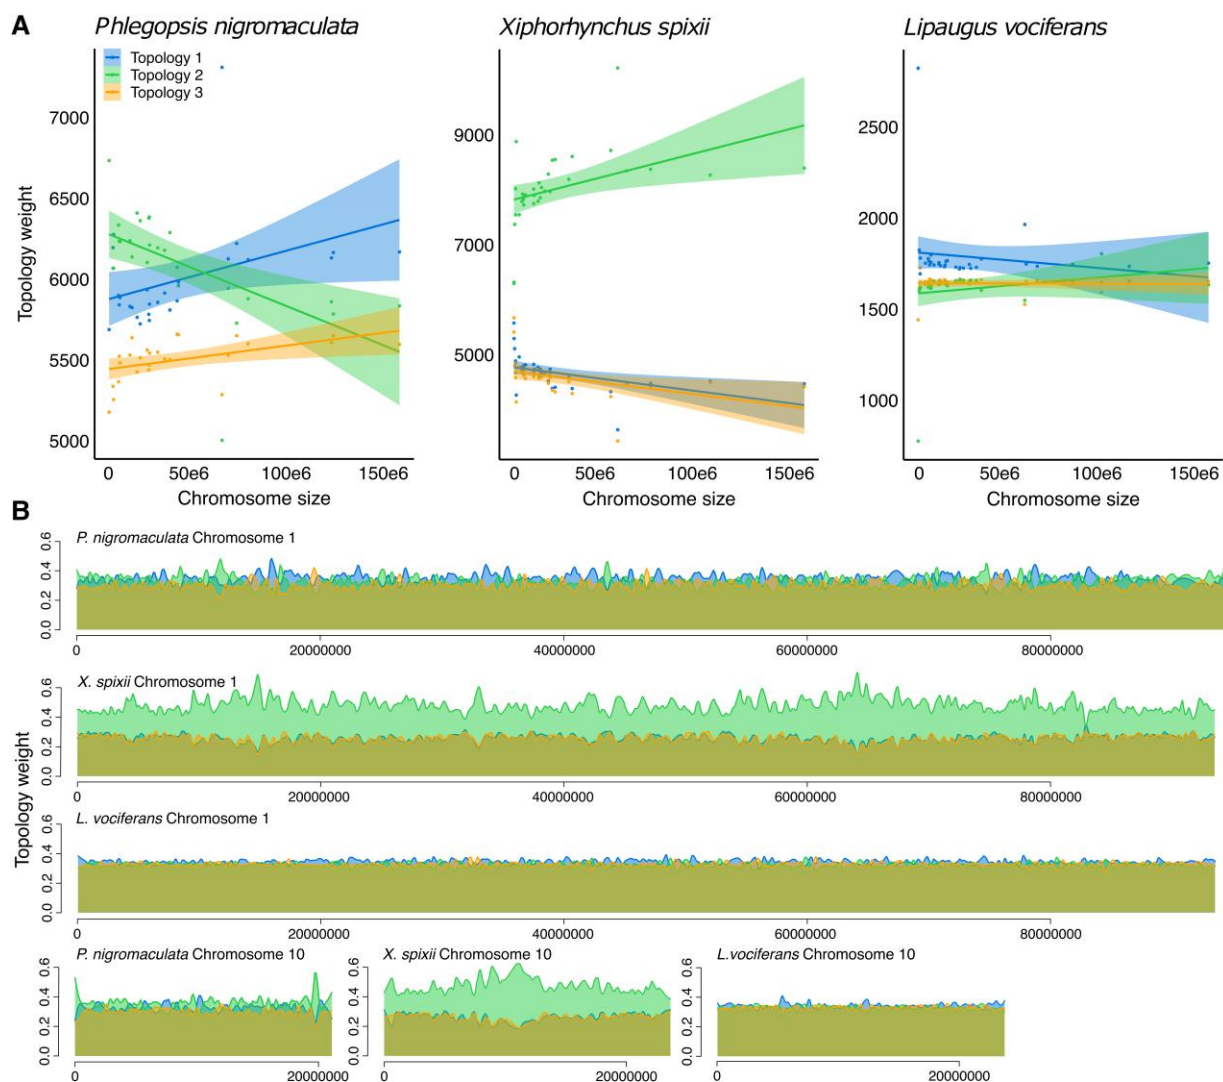 A
Phlegopsis nigromaculata
Xiphorhynchus spixii
Lipaugus vociferans
Topology 1
Topology 2
Topology 3
Topology weight
7000
6500
6000
5500
5000
0 50e6 100e6 150e6
Chromosome size
9000
7000
5000
0 50e6 100e6 150e6
Chromosome size
2500
2000
1500
1000
0 50e6 100e6 150e6
Chromosome size
B
Topology weight
P. nigromaculata Chromosome 1
0.6
0.4
0.2
0.0
0 20000000 40000000 60000000 80000000
X. spixii Chromosome 1
0.6
0.4
0.2
0.0
0 20000000 40000000 60000000 80000000
L. vociferans Chromosome 1
0.6
0.4
0.2
0.0
0 20000000 40000000 60000000 80000000
P. nigromaculata Chromosome 10
0.6
0.4
0.2
0.0
0 20000000
X. spixii Chromosome 10
0.6
0.4
0.2
0.0
0 20000000
L.vociferans Chromosome 10
0.6
0.4
0.2
0.0
0 20000000